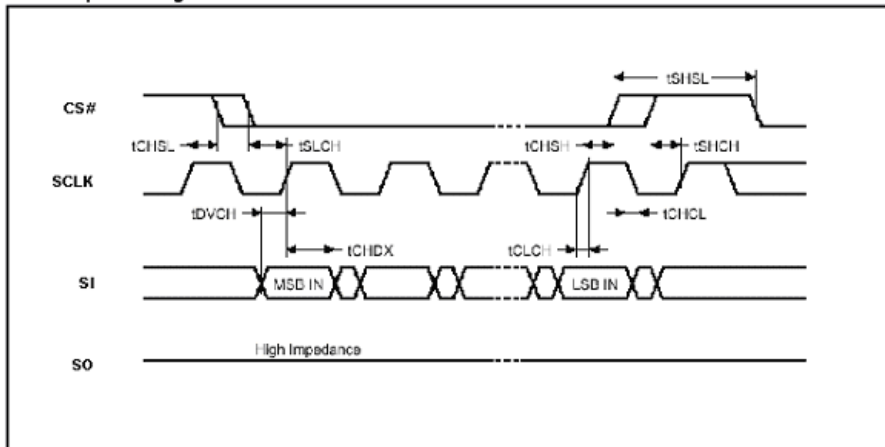 tSHSL
CS#
tCHSL
tSLCH
tCHSH
tSHCH
SCLK
tDVCH
tCHCL
tCHDX
tCLCH
SI
MSB IN
LSB IN
High Impedance
SO